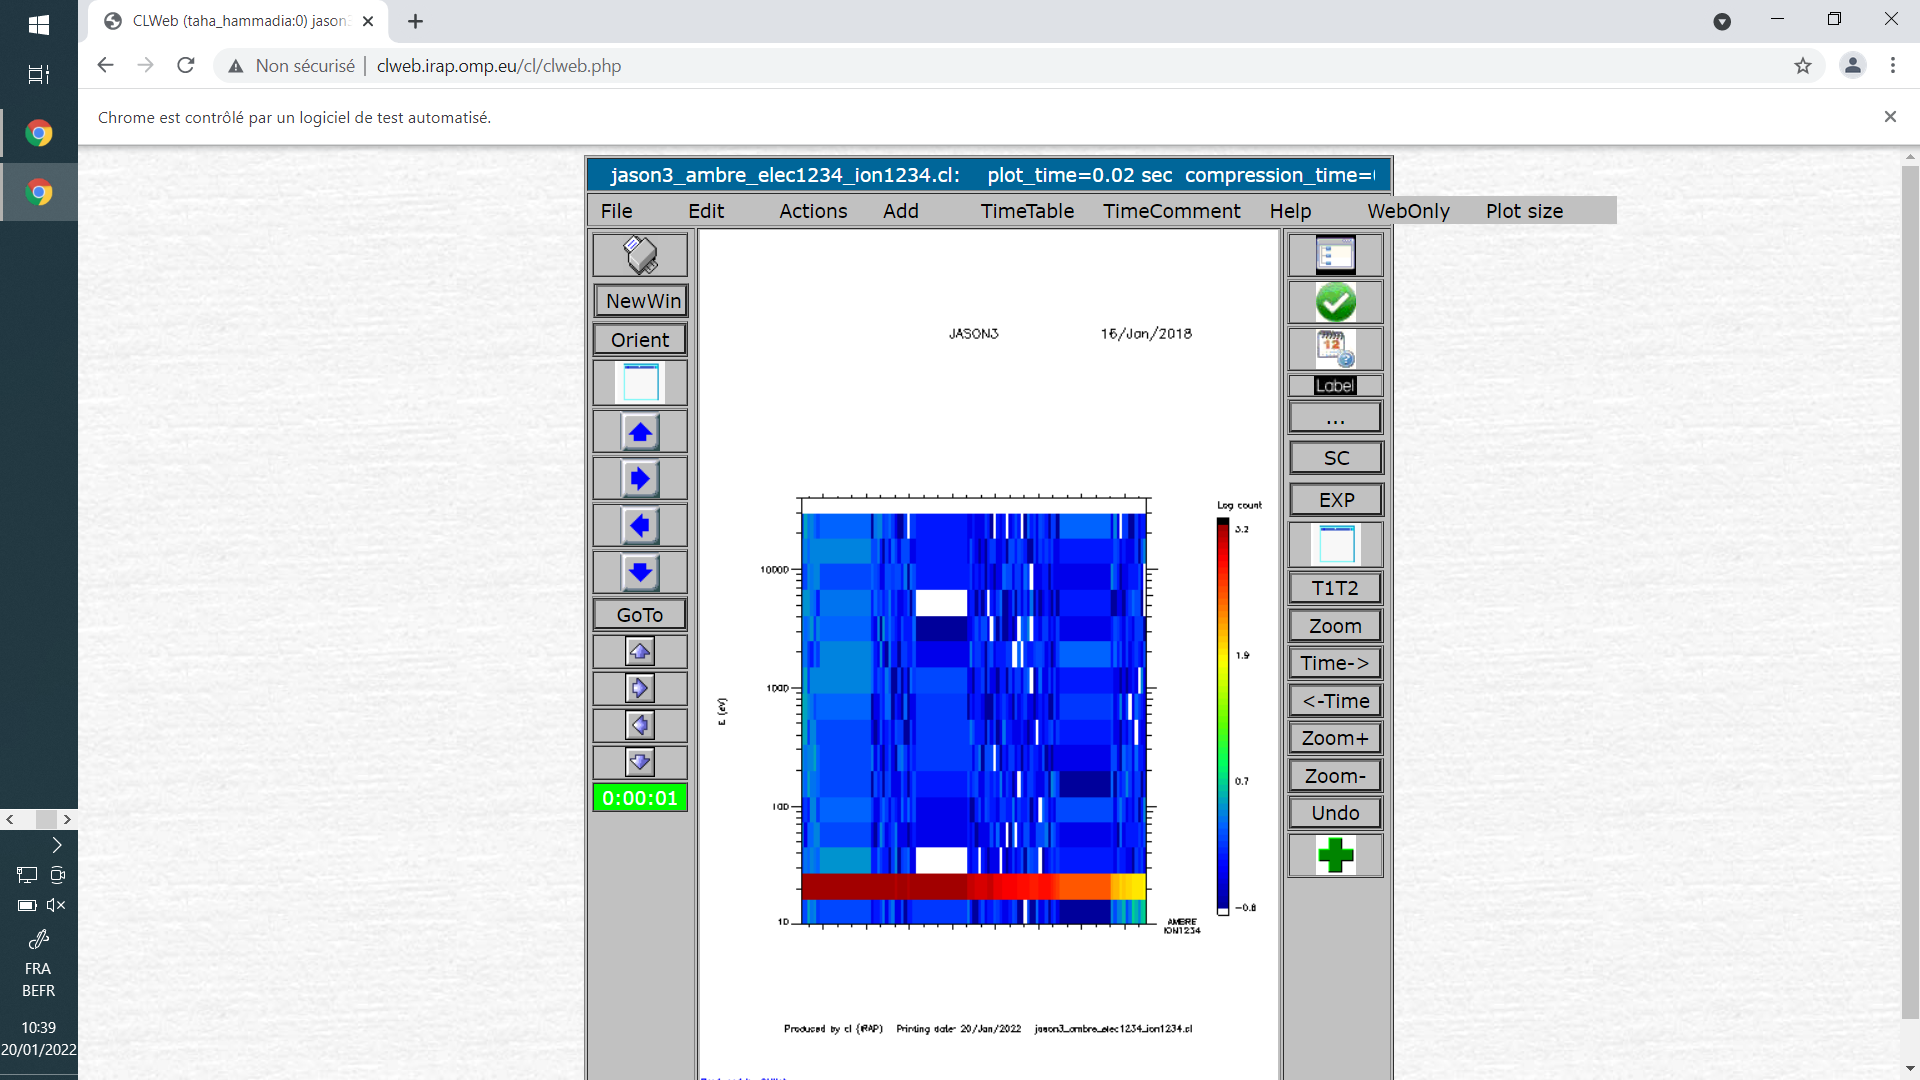 CLWeb (taha_hammadia:0) jason3
Non sécurisé | clweb.irap.omp.eu/cl/clweb.php
Chrome est contrôlé par un logiciel de test automatisé.
jason3_ambre_elec1234_ion1234.cl: plot_time=0.02 sec compression_time=
File Edit Actions Add TimeTable TimeComment Help WebOnly Plot size
NewWin
Orient
GoTo
0:00:01
JASON3 16/Jan/2018
Log count
3.2
1.9
0.7
-0.8
10000
1000
100
10
E (eV)
AMBRE
ION1234
Produced by cl (IRAP) Printing date: 20/Jan/2022 jason3_ambre_elec1234_ion1234.cl
12
Label
...
SC
EXP
T1T2
Zoom
Time->
<-Time
Zoom+
Zoom-
Undo
FRA
BEFR
10:39
20/01/2022